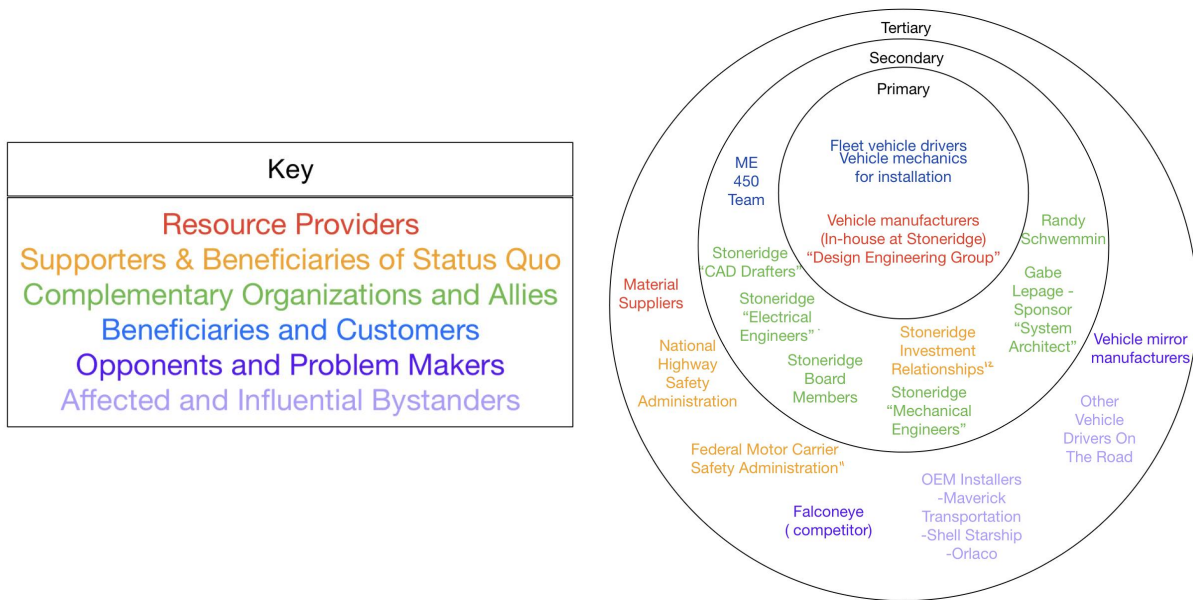 Key
Resource Providers
Supporters & Beneficiaries of Status Quo
Complementary Organizations and Allies
Beneficiaries and Customers
Opponents and Problem Makers
Affected and Influential Bystanders
Tertiary
Secondary
Primary
Fleet vehicle drivers
Vehicle mechanics
for installation
Vehicle manufacturers
(In-house at Stoneridge)
“Design Engineering Group”
ME
450
Team
Stoneridge
“CAD Drafters”
Stoneridge
“Electrical
Engineers”
Stoneridge
Board
Members
Stoneridge
Investment
Relationships
Stoneridge
“Mechanical
Engineers”
Randy
Schwemmin
Gabe
Lepage -
Sponsor
“System
Architect”
Material
Suppliers
National
Highway
Safety
Administration
Federal Motor Carrier
Safety Administration
Falconeye
( competitor)
OEM Installers
-Maverick
Transportation
-Shell Starship
-Orlaco
Other
Vehicle
Drivers On
The Road
Vehicle mirror
manufacturers